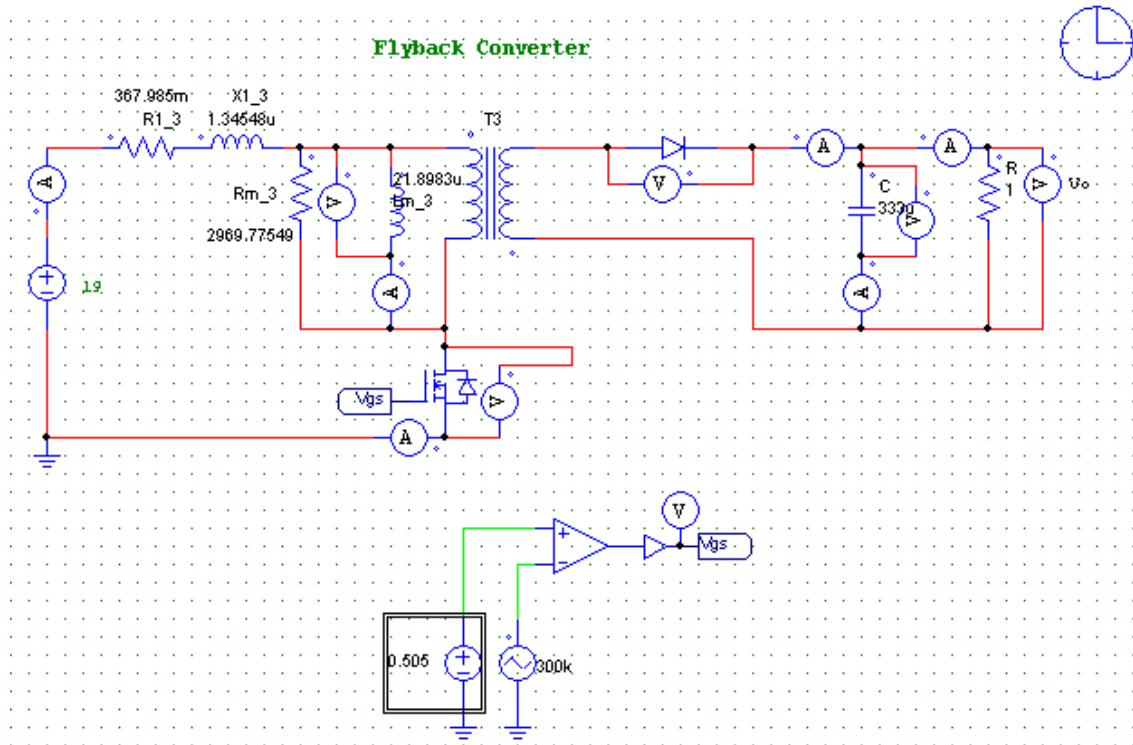 Flyback Converter
367.985m
X1_3
R1_3
1.34548u
T3
A
A
A
Rm_3
V
21.8983u
Lm_3
V
C
333u
V
R
1
V
Vo
2969.77549
19
A
A
Vgs
V
A
V
Vgs
0.505
300k